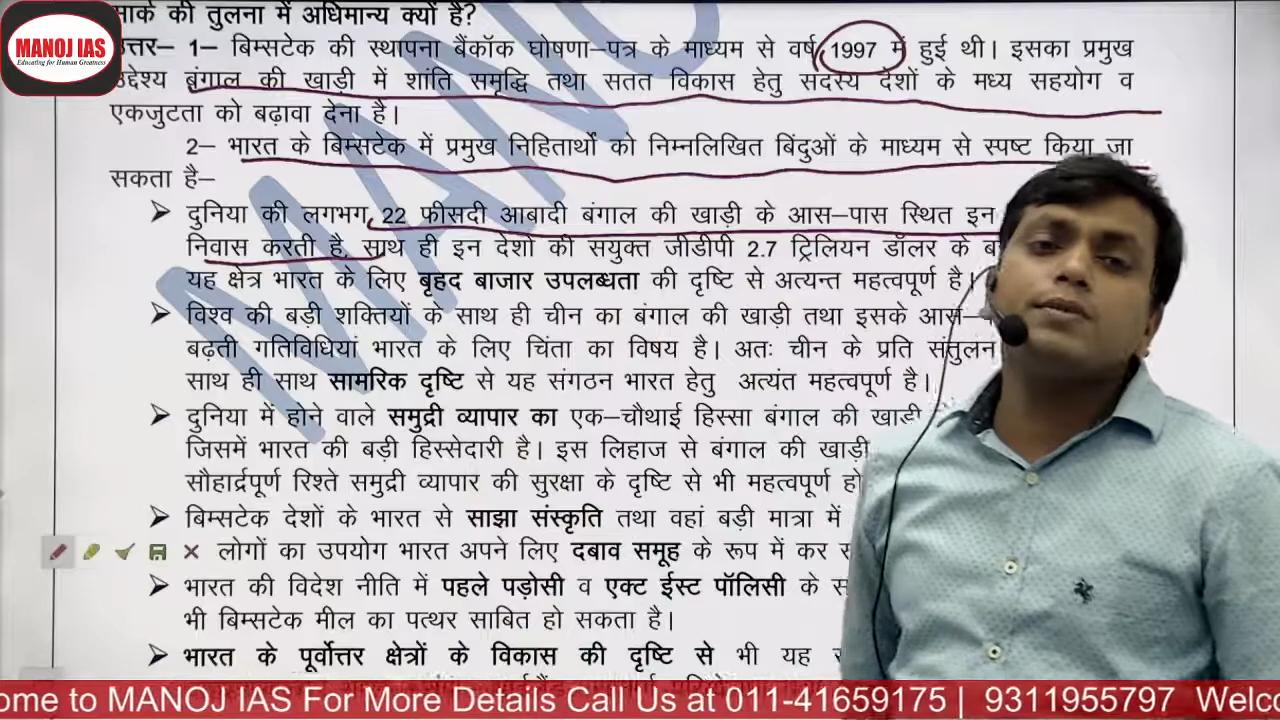 MANOJ IAS
Educating for Human Greatness
सार्क की तुलना में अधिमान्य क्यों है?
उत्तर– 1– बिम्सटेक की स्थापना बैंकॉक घोषणा–पत्र के माध्यम से वर्ष 1997 में हुई थी। इसका प्रमुख
उद्देश्य बंगाल की खाड़ी में शांति समृद्धि तथा सतत विकास हेतु सदस्य देशों के मध्य सहयोग व
एकजुटता को बढ़ावा देना है।
2– भारत के बिम्सटेक में प्रमुख निहितार्थो को निम्नलिखित बिंदुओं के माध्यम से स्पष्ट किया जा
सकता है–
➢ दुनिया की लगभग 22 फीसदी आबादी बंगाल की खाड़ी के आस–पास स्थित इन
निवास करती है, साथ ही इन देशों की सयुक्त जीडीपी 2.7 ट्रिलियन डॉलर के
यह क्षेत्र भारत के लिए बृहद बाजार उपलब्धता की दृष्टि से अत्यन्त महत्वपूर्ण है।
➢ विश्व की बड़ी शक्तियों के साथ ही चीन का बंगाल की खाड़ी तथा इसके आस–
बढ़ती गतिविधियां भारत के लिए चिंता का विषय है। अतः चीन के प्रति संतुलन
साथ ही साथ सामरिक दृष्टि से यह संगठन भारत हेतु अत्यंत महत्वपूर्ण है।
➢ दुनिया में होने वाले समुद्री व्यापार का एक–चौथाई हिस्सा बंगाल की खाड़ी
जिसमें भारत की बड़ी हिस्सेदारी है। इस लिहाज से बंगाल की खाड़ी
सौहार्द्रपूर्ण रिश्ते समुद्री व्यापार की सुरक्षा के दृष्टि से भी महत्वपूर्ण हो
➢ बिम्सटेक देशों के भारत से साझा संस्कृति तथा वहां बड़ी मात्रा में
लोगों का उपयोग भारत अपने लिए दबाव समूह के रूप में कर
➢ भारत की विदेश नीति में पहले पड़ोसी व एक्ट ईस्ट पॉलिसी के
भी बिम्सटेक मील का पत्थर साबित हो सकता है।
➢ भारत के पूर्वोत्तर क्षेत्रों के विकास की दृष्टि से भी यह
ome to MANOJ IAS For More Details Call Us at 011-41659175 | 9311955797 Welco